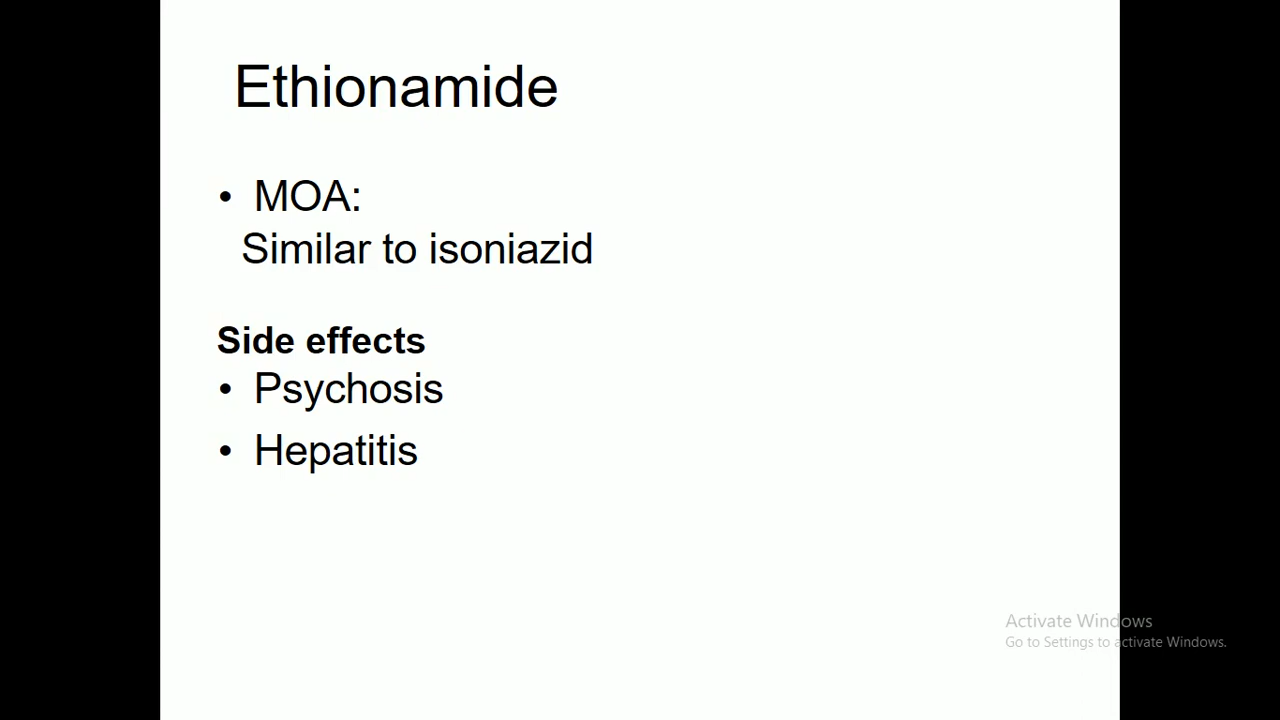 Ethionamide
• MOA:
Similar to isoniazid
Side effects
• Psychosis
• Hepatitis
Activate Windows
Go to Settings to activate Windows.